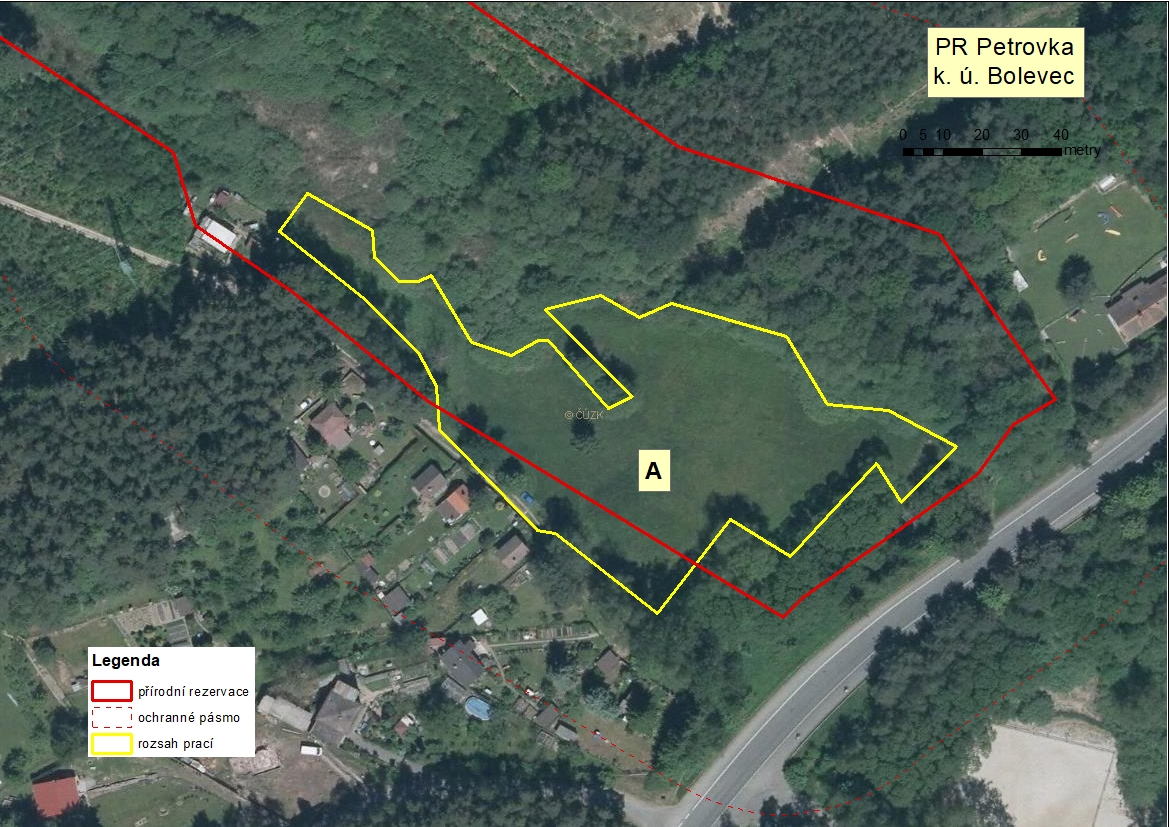 PR Petrovka
k. ú. Bolevec
0 5 10 20 30 40
metry
© ČÚZK
A
Legenda
přírodní rezervace
ochranné pásmo
rozsah prací